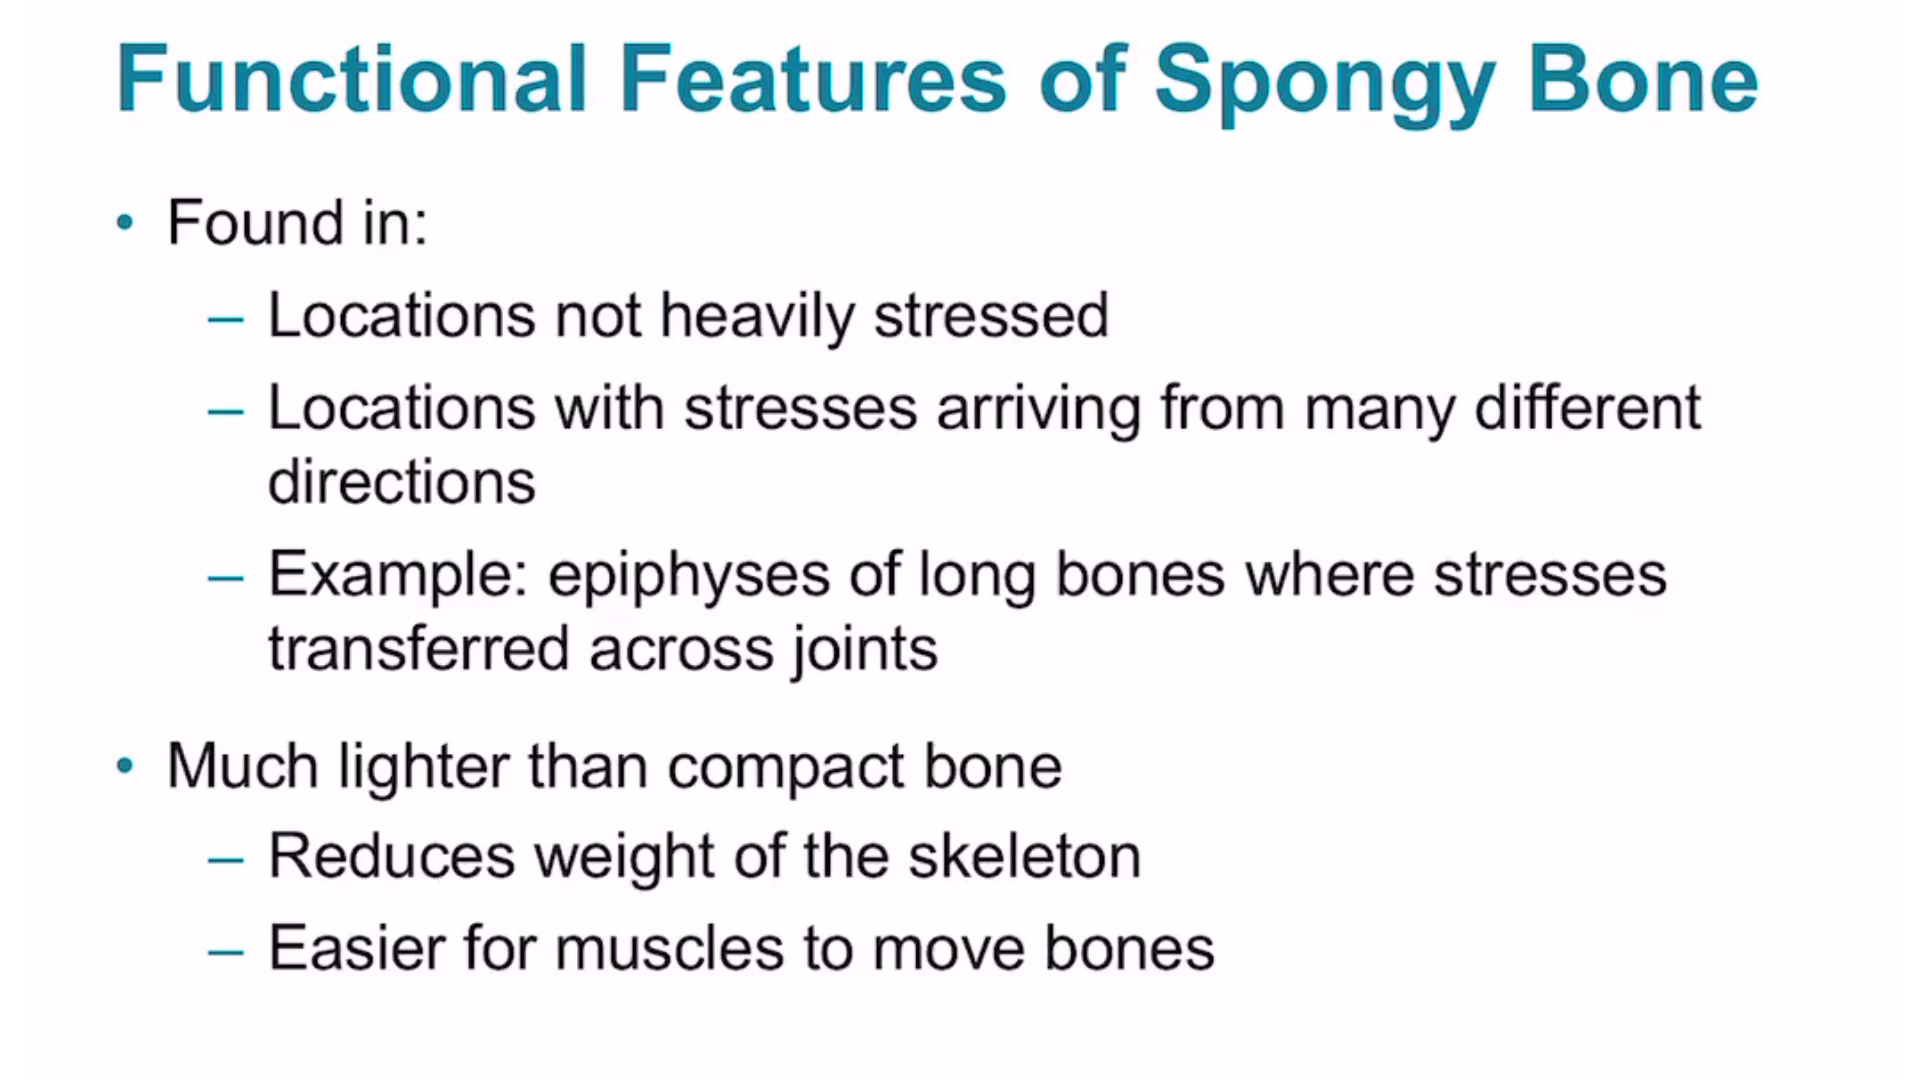 Functional Features of Spongy Bone
• Found in:
– Locations not heavily stressed
– Locations with stresses arriving from many different
directions
– Example: epiphyses of long bones where stresses
transferred across joints
• Much lighter than compact bone
– Reduces weight of the skeleton
– Easier for muscles to move bones